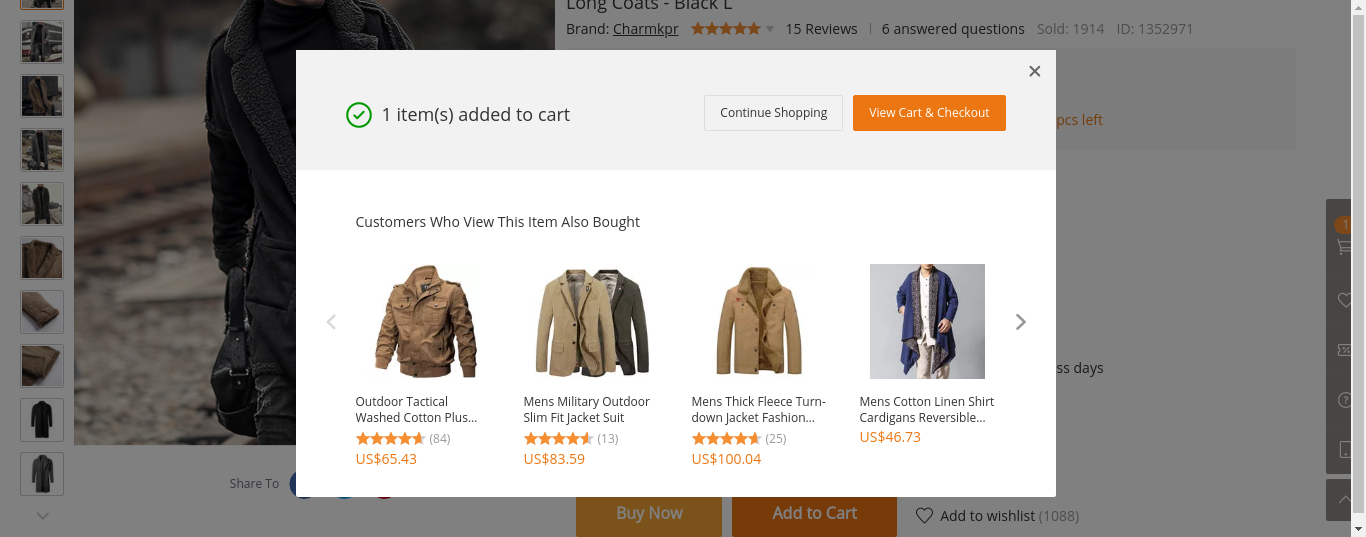 Long Coats - Black L
Brand: Charmkpr 15 Reviews 6 answered questions Sold: 1914 ID: 1352971
1 item(s) added to cart
Continue Shopping
View Cart & Checkout
pcs left
1
Customers Who View This Item Also Bought
Outdoor Tactical
Washed Cotton Plus...
(84)
US$65.43
Mens Military Outdoor
Slim Fit Jacket Suit
(13)
US$83.59
Mens Thick Fleece Turn-
down Jacket Fashion...
(25)
US$100.04
Mens Cotton Linen Shirt
Cardigans Reversible...
US$46.73
ss days
Share To
Buy Now
Add to Cart
Add to wishlist (1088)